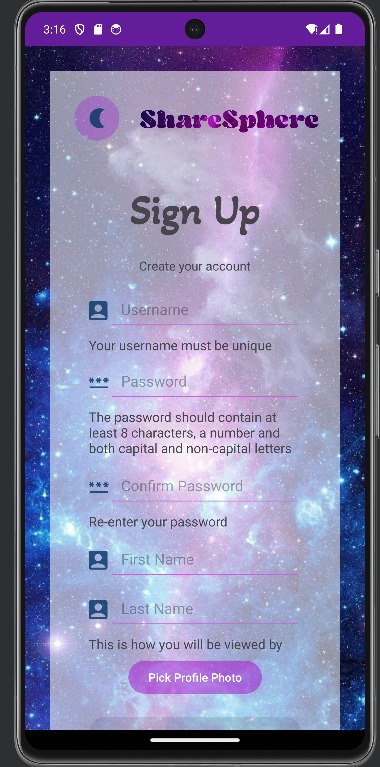 3:16
ShareSphere
Sign Up
Create your account
Username
Your username must be unique
Password
The password should contain at
least 8 characters, a number and
both capital and non-capital letters
Confirm Password
Re-enter your password
First Name
Last Name
This is how you will be viewed by
Pick Profile Photo